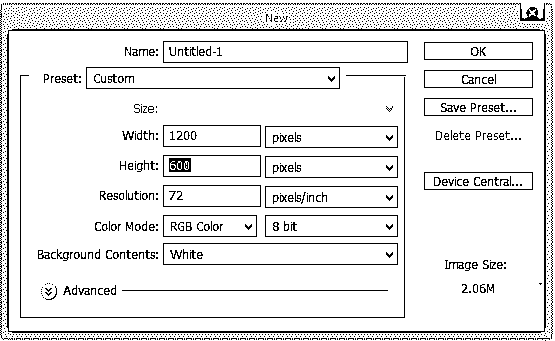 New
Name: Untitled-1
OK
Preset: Custom
Cancel
Size:
Save Preset...
Width: 1200 pixels
Delete Preset...
Height: 600 pixels
Device Central...
Resolution: 72 pixels/inch
Color Mode: RGB Color 8 bit
Background Contents: White
Image Size:
2.06M
Advanced